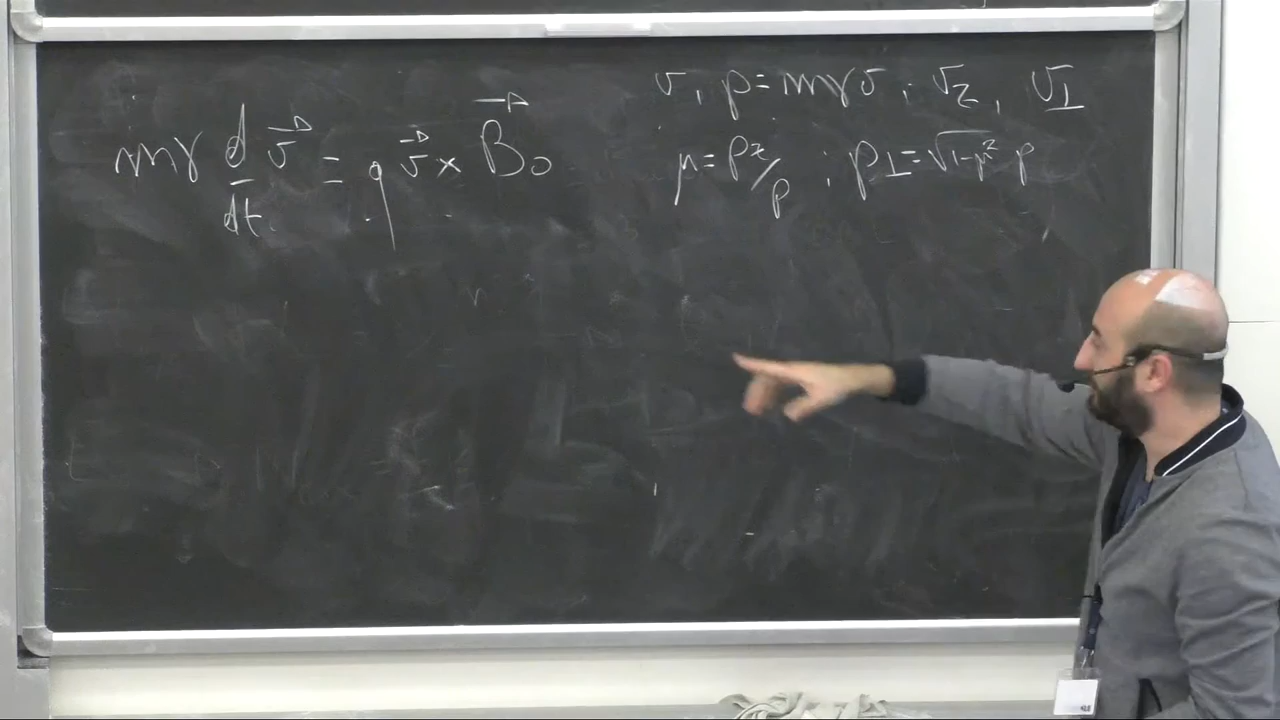 mγ d/dt v⃗ = q v⃗ × B⃗₀
v, p = mγv ; v_z, v_⊥
μ = p_z/p ; p_⊥ = √(1-μ²) p